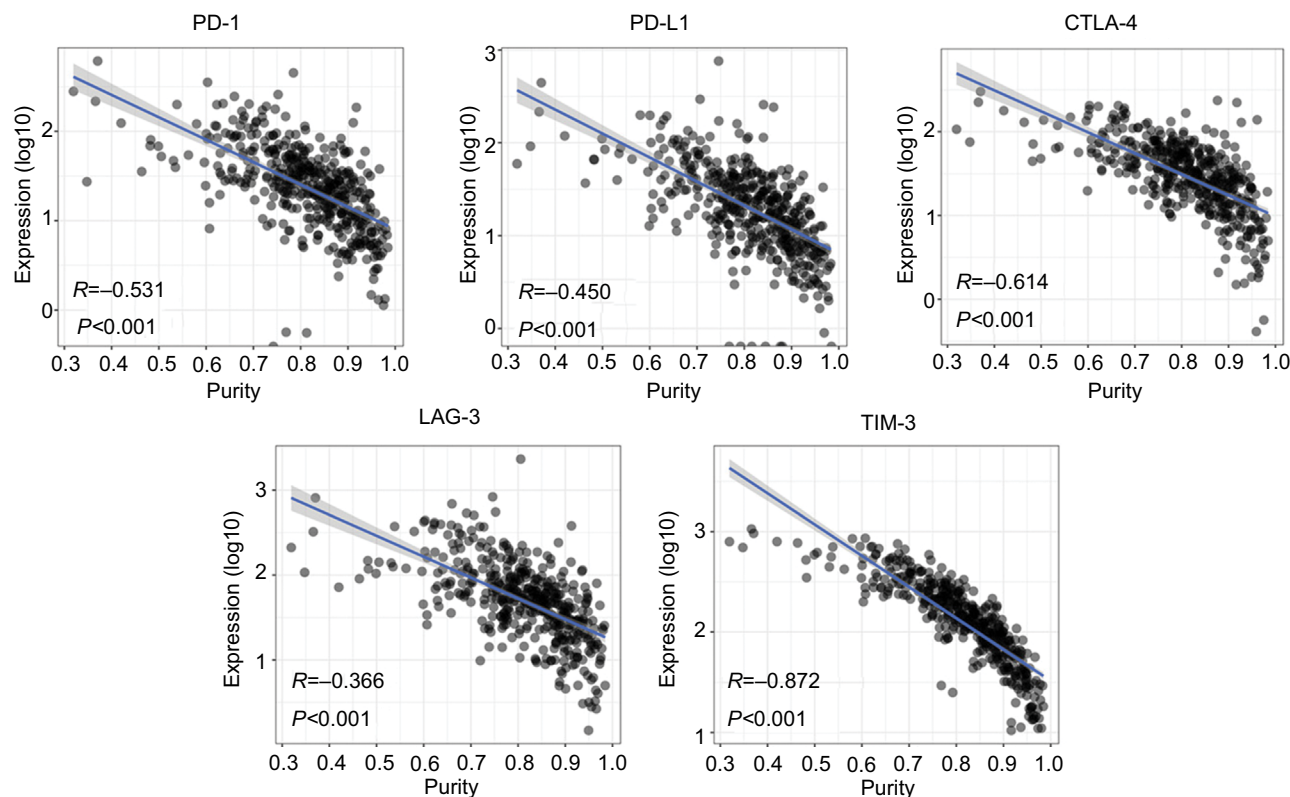 PD-1
PD-L1
CTLA-4
Expression (log10)
2
1
0
R=–0.531
P<0.001
0.3 0.4 0.5 0.6 0.7 0.8 0.9 1.0
Purity
Expression (log10)
3
2
1
0
R=–0.450
P<0.001
0.3 0.4 0.5 0.6 0.7 0.8 0.9 1.0
Purity
Expression (log10)
2
1
0
R=–0.614
P<0.001
0.3 0.4 0.5 0.6 0.7 0.8 0.9 1.0
Purity
LAG-3
TIM-3
Expression (log10)
3
2
1
R=–0.366
P<0.001
0.3 0.4 0.5 0.6 0.7 0.8 0.9 1.0
Purity
Expression (log10)
3
2
1
R=–0.872
P<0.001
0.3 0.4 0.5 0.6 0.7 0.8 0.9 1.0
Purity